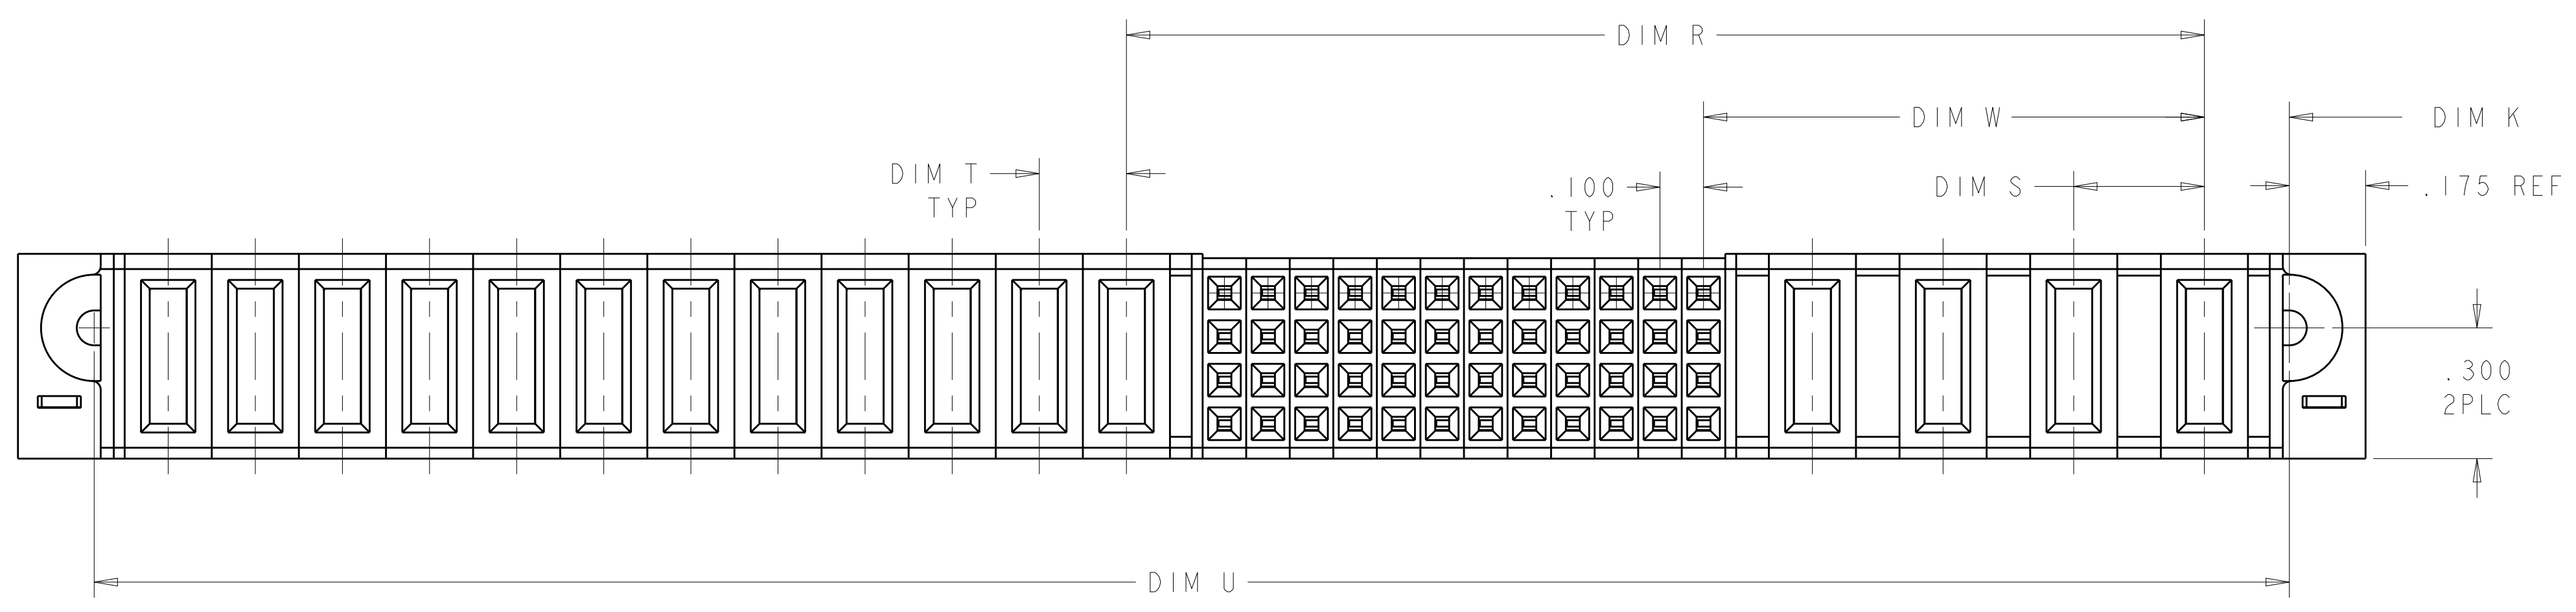 DIM R
DIM W
DIM K
DIM T
TYP
.100
TYP
DIM S
.175 REF
.300
2PLC
DIM U